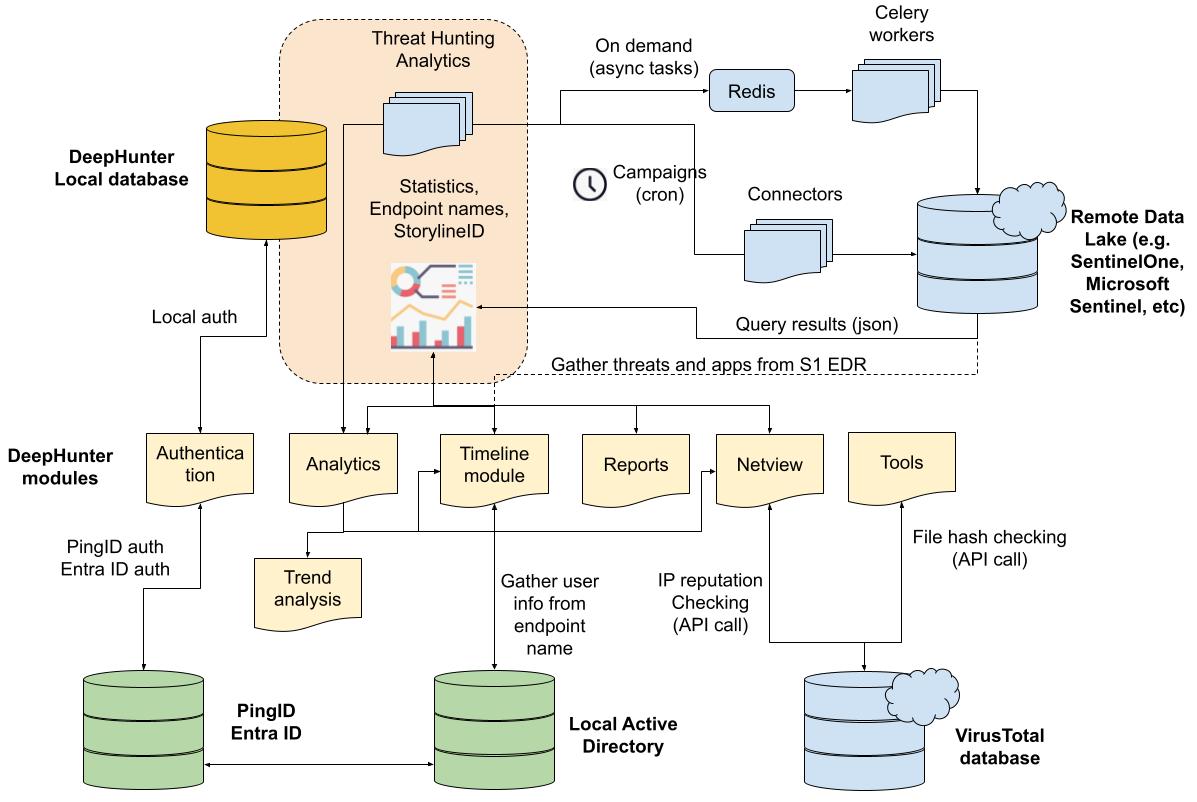 Celery
workers
Threat Hunting
Analytics
On demand
(async tasks)
Redis
DeepHunter
Local database
Campaigns
(cron)
Connectors
Statistics,
Endpoint names,
StorylineID
Remote Data
Lake (e.g.
SentinelOne,
Microsoft
Sentinel, etc)
Local auth
Query results (json)
Gather threats and apps from S1 EDR
DeepHunter
modules
Authentica
tion
Analytics
Timeline
module
Reports
Netview
Tools
PingID auth
Entra ID auth
Trend
analysis
Gather user
info from
endpoint
name
IP reputation
Checking
(API call)
File hash checking
(API call)
PingID
Entra ID
Local Active
Directory
VirusTotal
database